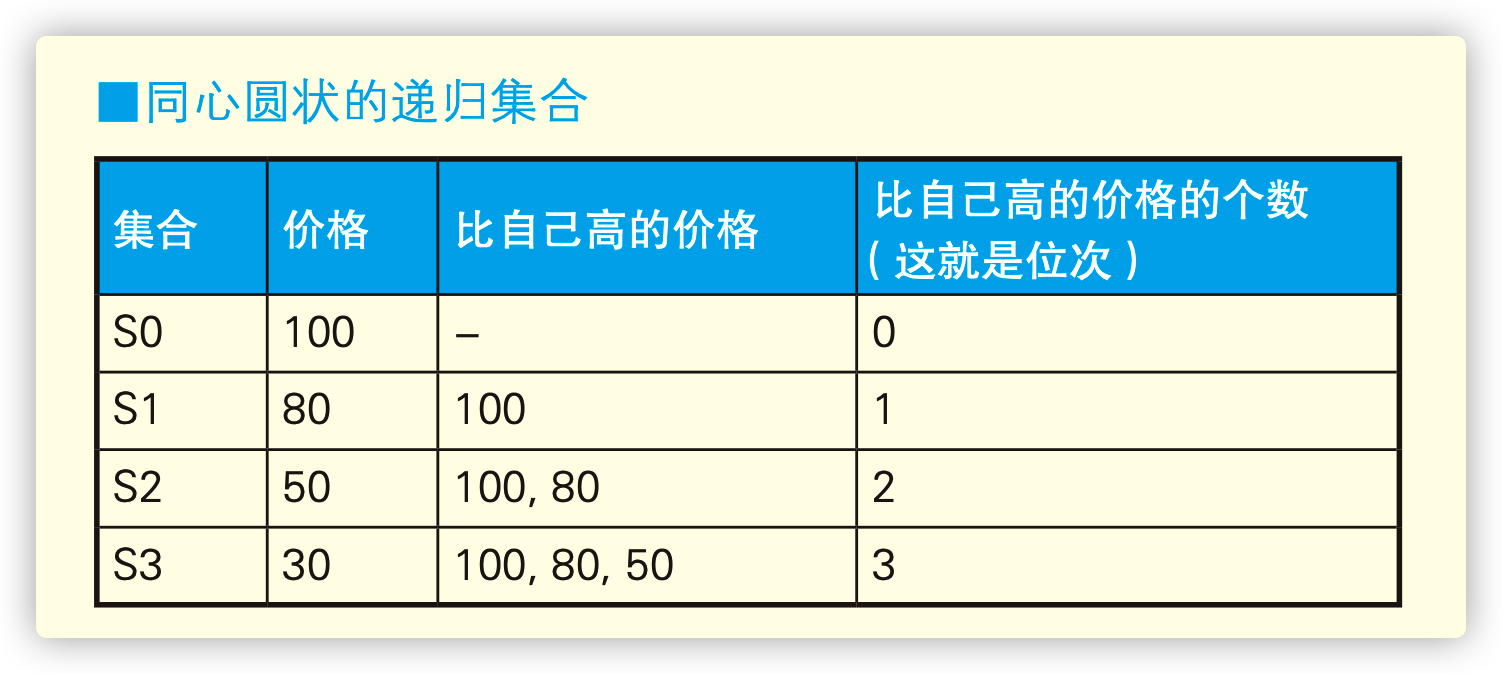 ■同心圆状的递归集合
集合 价格 比自己高的价格 比自己高的价格的个数
(这就是位次)
S0 100 – 0
S1 80 100 1
S2 50 100, 80 2
S3 30 100, 80, 50 3